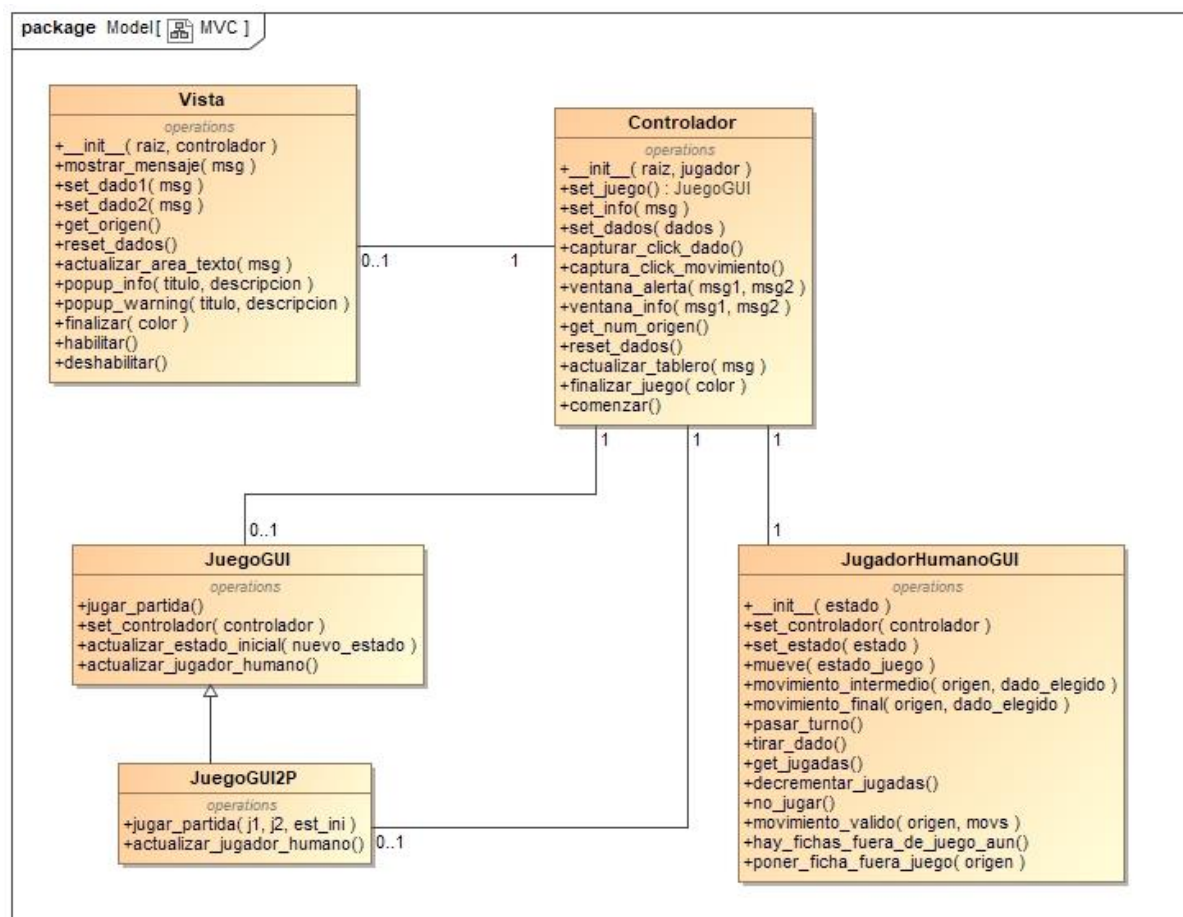 package Model[ MVC ]
Vista
operations
+__init__( raiz, controlador )
+mostrar_mensaje( msg )
+set_dado1( msg )
+set_dado2( msg )
+get_origen()
+reset_dados()
+actualizar_area_texto( msg )
+popup_info( titulo, descripcion )
+popup_warning( titulo, descripcion )
+finalizar( color )
+habilitar()
+deshabilitar()
Controlador
operations
+__init__( raiz, jugador )
+set_juego() : JuegoGUI
+set_info( msg )
+set_dados( dados )
+capturar_click_dado()
+captura_click_movimiento()
+ventana_alerta( msg1, msg2 )
+ventana_info( msg1, msg2 )
+get_num_origen()
+reset_dados()
+actualizar_tablero( msg )
+finalizar_juego( color )
+comenzar()
0..1
1
1
1
1
0..1
1
JuegoGUI
operations
+jugar_partida()
+set_controlador( controlador )
+actualizar_estado_inicial( nuevo_estado )
+actualizar_jugador_humano()
JuegoGUI2P
operations
+jugar_partida( j1, j2, est_ini )
+actualizar_jugador_humano()
0..1
JugadorHumanoGUI
operations
+__init__( estado )
+set_controlador( controlador )
+set_estado( estado )
+mueve( estado_juego )
+movimiento_intermedio( origen, dado_elegido )
+movimiento_final( origen, dado_elegido )
+pasar_turno()
+tirar_dado()
+get_jugadas()
+decrementar_jugadas()
+no_jugar()
+movimiento_valido( origen, movs )
+hay_fichas_fuera_de_juego_aun()
+poner_ficha_fuera_juego( origen )